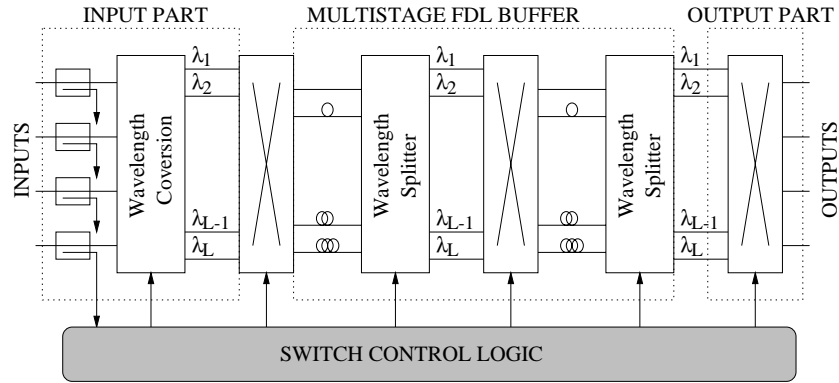 INPUT PART
MULTISTAGE FDL BUFFER
OUTPUT PART
INPUTS
Wavelength
Coversion
λ1
λ2
λL-1
λL
Wavelength
Splitter
λ1
λ2
λL-1
λL
Wavelength
Splitter
λ1
λ2
λL-1
λL
OUTPUTS
SWITCH CONTROL LOGIC